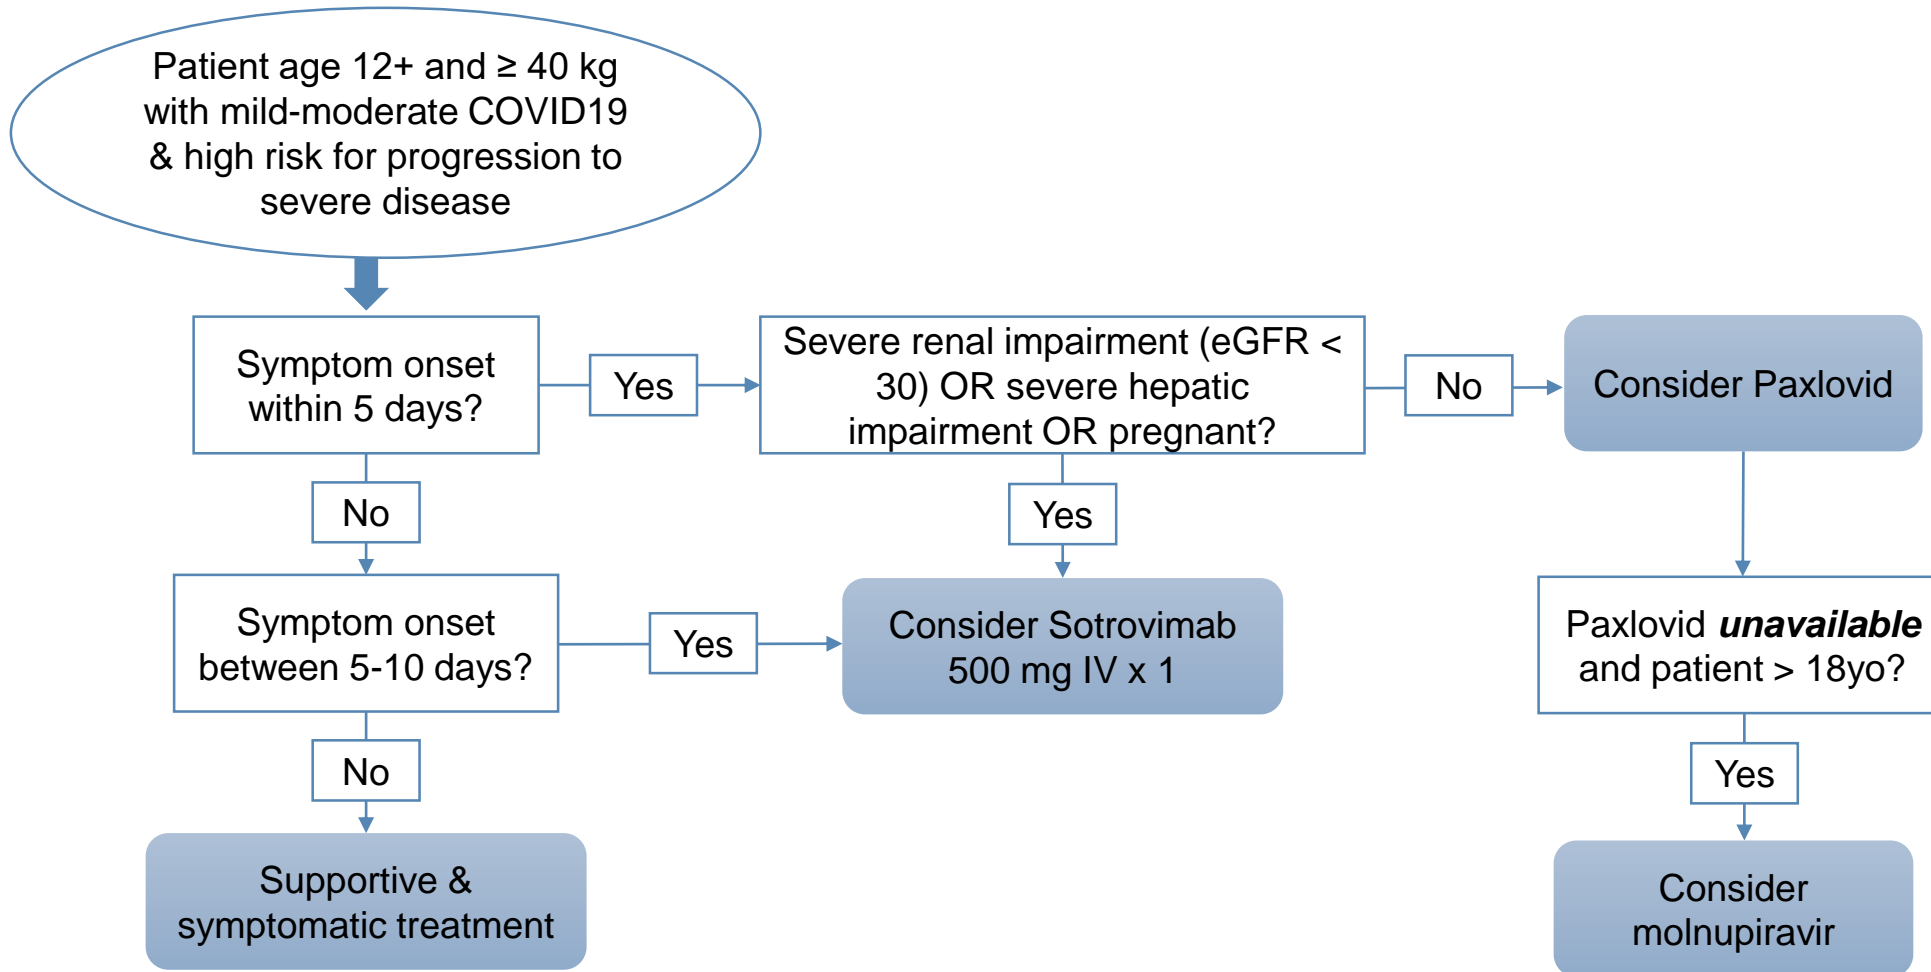 Patient age 12+ and ≥ 40 kg
with mild-moderate COVID19
& high risk for progression to
severe disease
Symptom onset
within 5 days?
Yes
Severe renal impairment (eGFR <
30) OR severe hepatic
impairment OR pregnant?
No
Consider Paxlovid
No
Yes
Symptom onset
between 5-10 days?
Yes
Consider Sotrovimab
500 mg IV x 1
Paxlovid unavailable
and patient > 18yo?
No
Yes
Supportive &
symptomatic treatment
Consider
molnupiravir